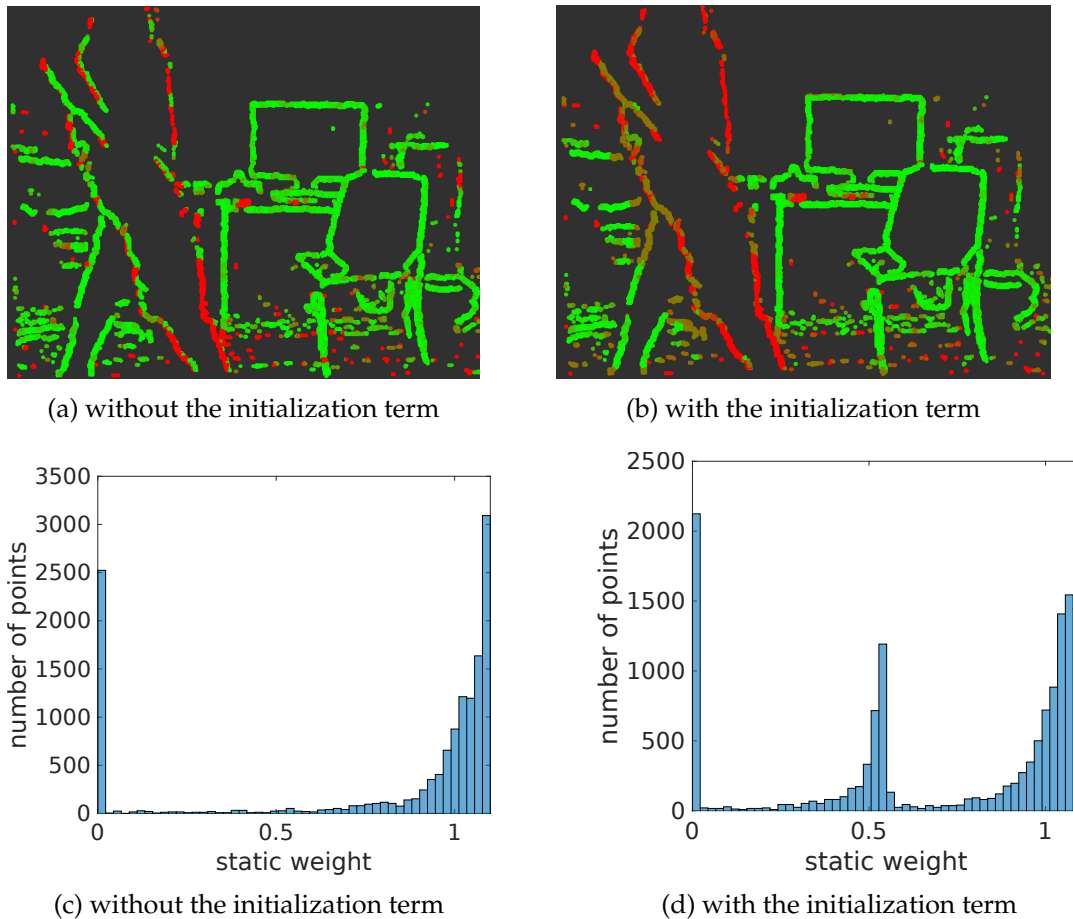 (a) without the initialization term
(b) with the initialization term
3500
3000
2500
2000
1500
1000
500
0
number of points
0
0.5
1
static weight
(c) without the initialization term
2500
2000
1500
1000
500
0
number of points
0
0.5
1
static weight
(d) with the initialization term